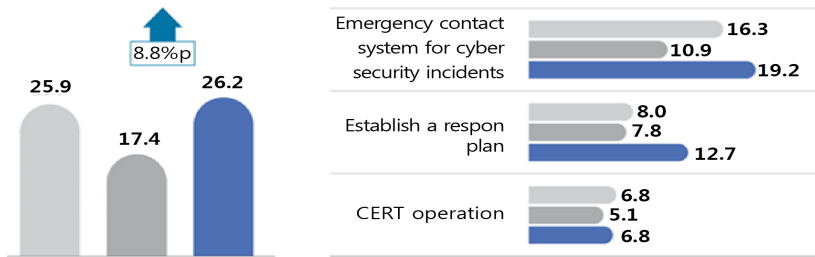 8.8%p
25.9
17.4
26.2
Emergency contact
system for cyber
security incidents
16.3
10.9
19.2
Establish a respon
plan
8.0
7.8
12.7
CERT operation
6.8
5.1
6.8